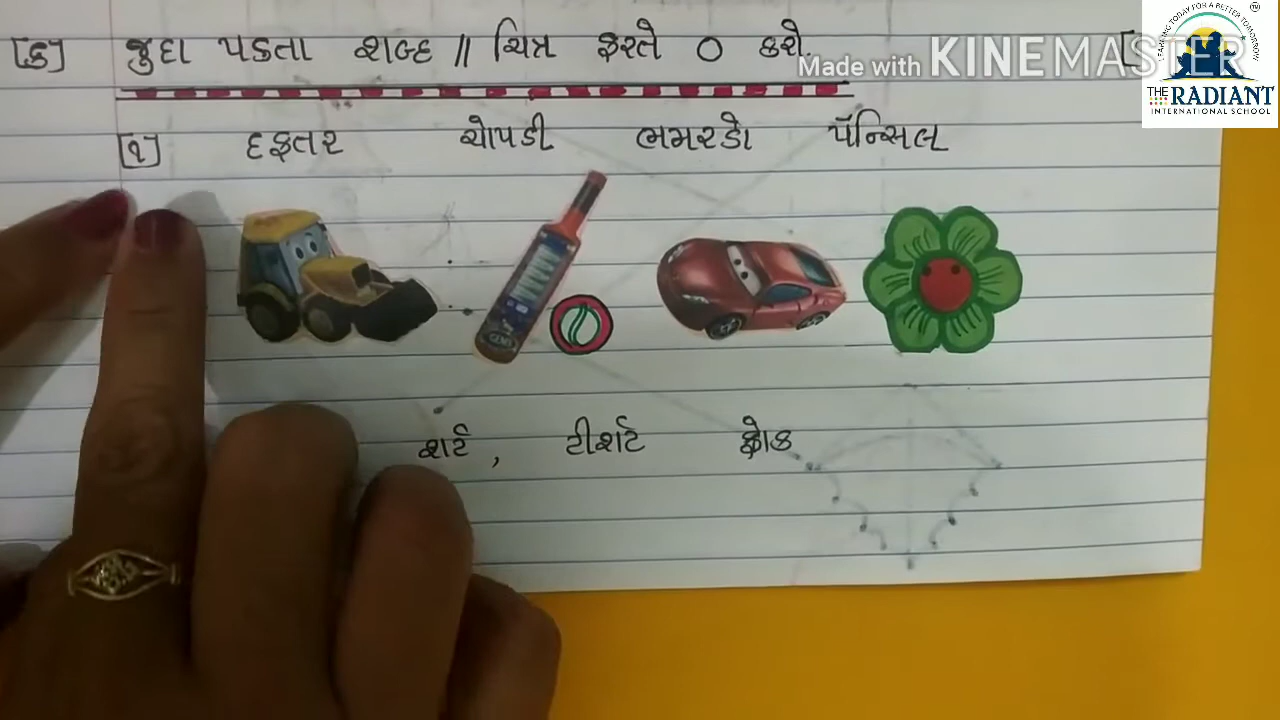 [ડ] જુદા પડતા શબ્દ // ચિત્ર ફરતે O કરો.
Made with KINEMASTER
THE RADIANT
INTERNATIONAL SCHOOL
[૧] દફતર ચોપડી ભમરડો પૅન્સિલ
શર્ટ , ટીશર્ટ ફ્રોક